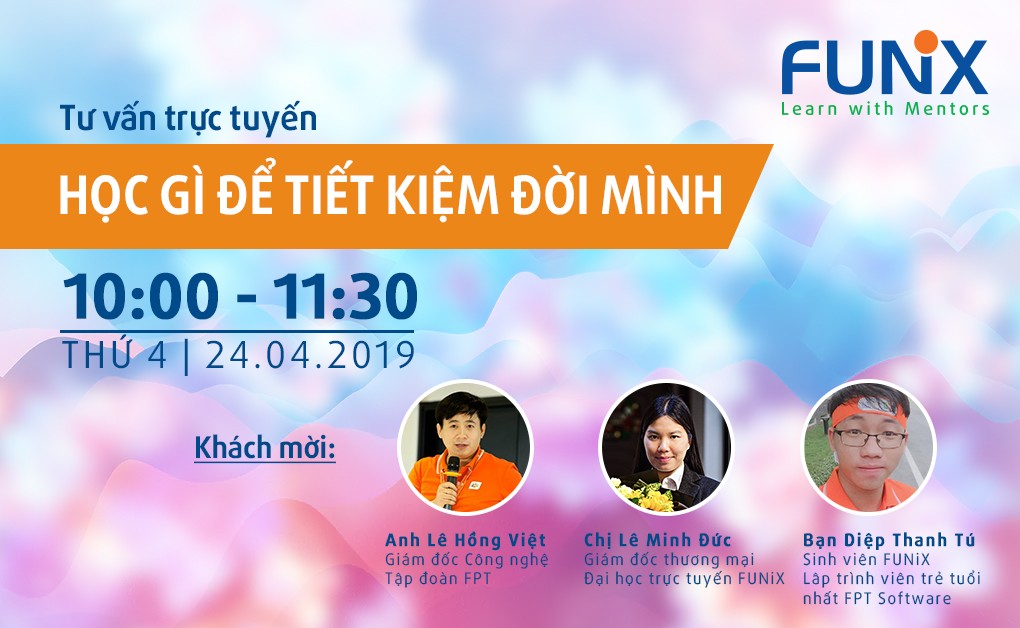 FUNiX
Learn with Mentors
Tư vấn trực tuyến
HỌC GÌ ĐỂ TIẾT KIỆM ĐỜI MÌNH
10:00 - 11:30
THỨ 4 | 24.04.2019
Khách mời:
Anh Lê Hồng Việt
Giám đốc Công nghệ
Tập đoàn FPT
Chị Lê Minh Đức
Giám đốc thương mại
Đại học trực tuyến FUNiX
Bạn Diệp Thanh Tú
Sinh viên FUNiX
Lập trình viên trẻ tuổi
nhất FPT Software